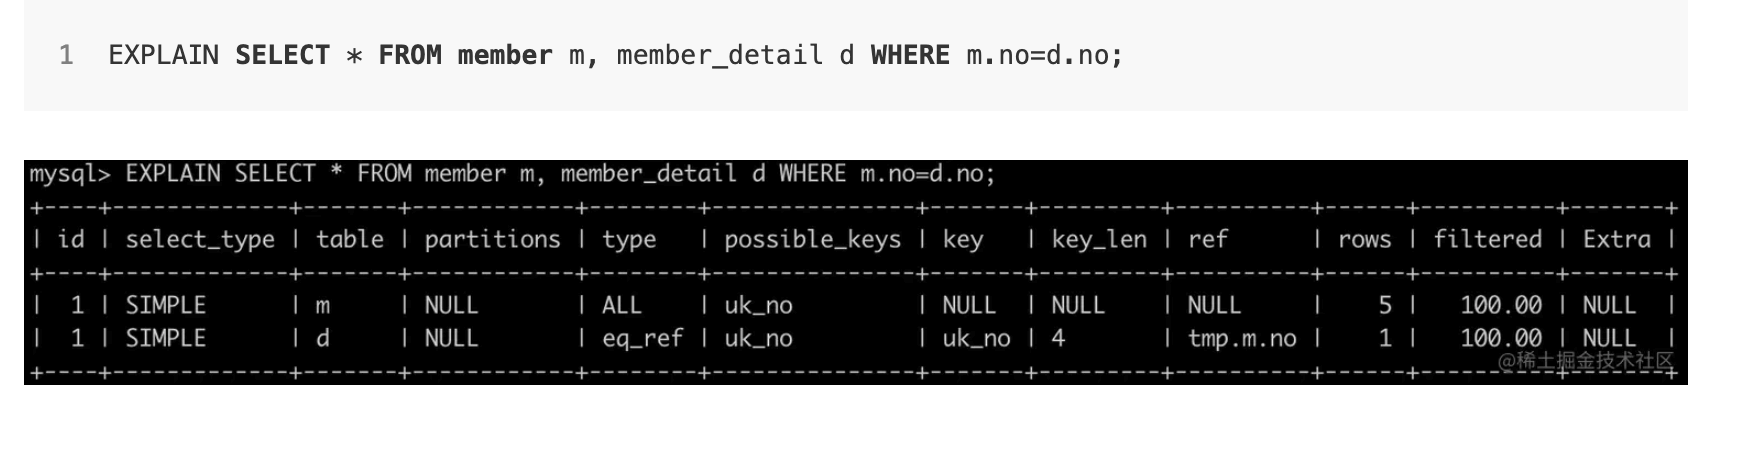 1 EXPLAIN SELECT * FROM member m, member_detail d WHERE m.no=d.no;
mysql> EXPLAIN SELECT * FROM member m, member_detail d WHERE m.no=d.no;
+----+-------------+-------+------------+--------+---------------+-------+---------+----------+------+----------+-------+
| id | select_type | table | partitions | type   | possible_keys | key   | key_len | ref      | rows | filtered | Extra |
+----+-------------+-------+------------+--------+---------------+-------+---------+----------+------+----------+-------+
|  1 | SIMPLE      | m     | NULL       | ALL    | uk_no         | NULL  | NULL    | NULL     |    5 |   100.00 | NULL  |
|  1 | SIMPLE      | d     | NULL       | eq_ref | uk_no         | uk_no | 4       | tmp.m.no |    1 |   100.00 | NULL  |
@稀土掘金技术社区
+----+-------------+-------+------------+--------+---------------+-------+---------+----------+------+----------+-------+